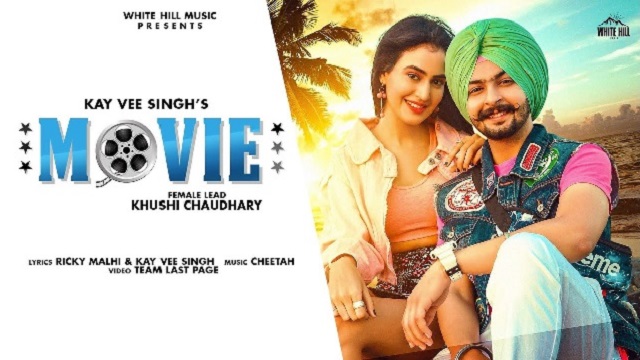 WHITE HILL MUSIC
PRESENTS
WHITE HILL
KAY VEE SINGH'S
MOVIE
FEMALE LEAD
KHUSHI CHAUDHARY
LYRICS RICKY MALHI & KAY VEE SINGH MUSIC CHEETAH
VIDEO TEAM LAST PAGE
eme